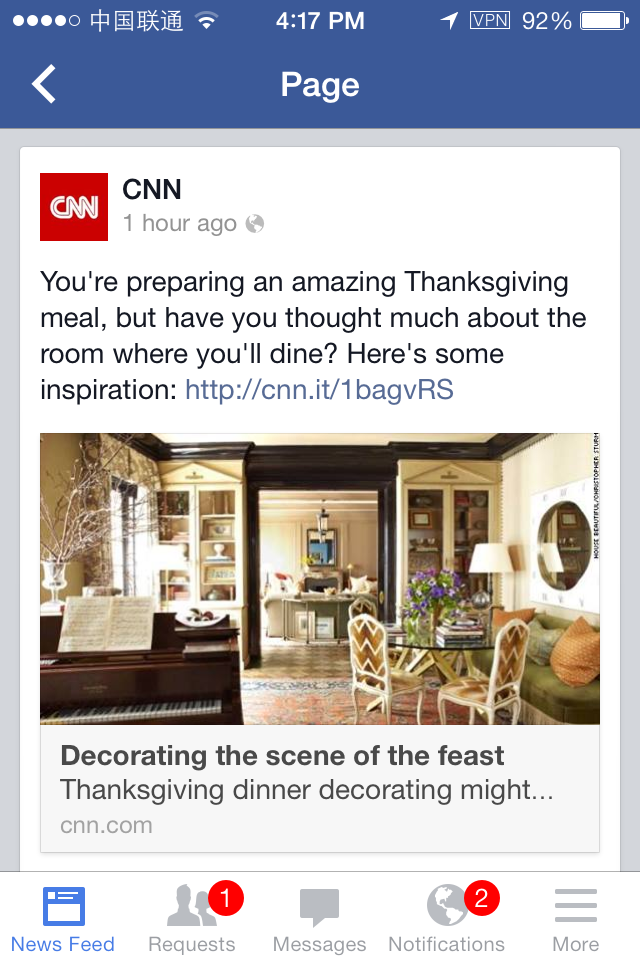 中国联通 4:17 PM VPN 92%
Page
CNN
CNN
1 hour ago
You're preparing an amazing Thanksgiving
meal, but have you thought much about the
room where you'll dine? Here's some
inspiration: http://cnn.it/1bagvRS
HOUSE BEAUTIFUL/CHRISTOPHER STURM
Decorating the scene of the feast
Thanksgiving dinner decorating might...
cnn.com
1
2
News Feed Requests Messages Notifications More